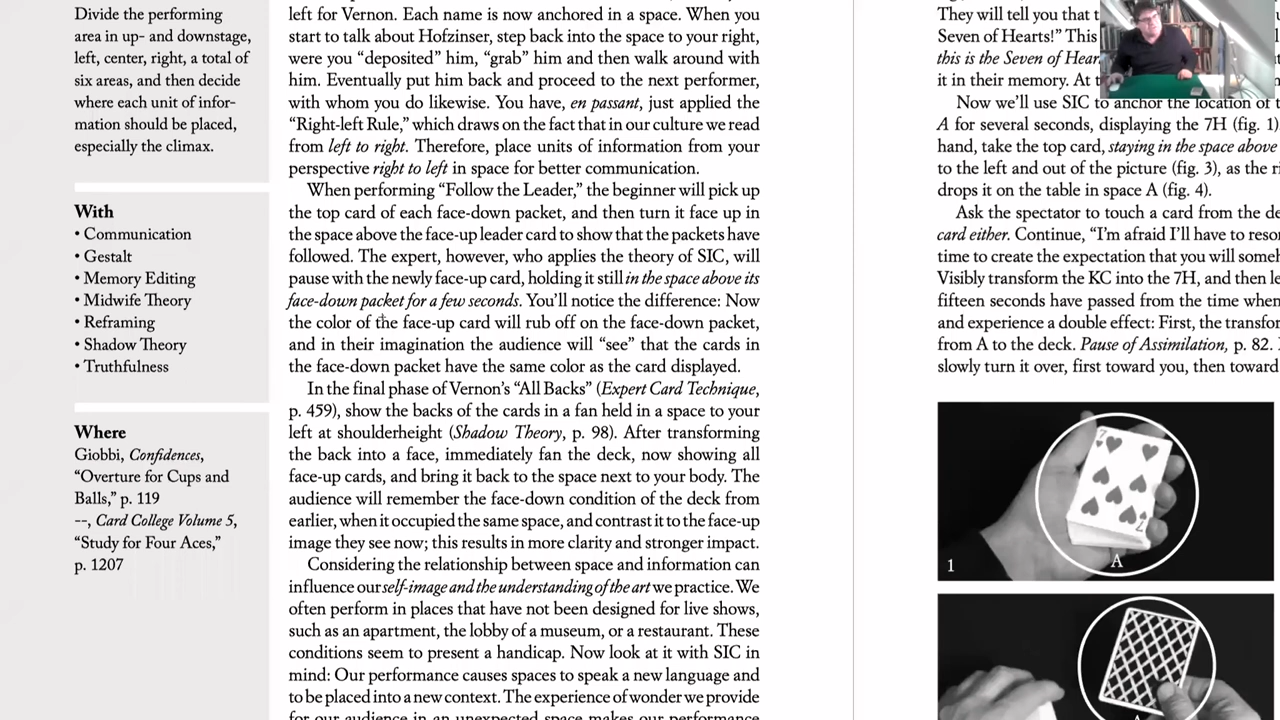 Divide the performing
area in up- and downstage,
left, center, right, a total of
six areas, and then decide
where each unit of infor-
mation should be placed,
especially the climax.
With
• Communication
• Gestalt
• Memory Editing
• Midwife Theory
• Reframing
• Shadow Theory
• Truthfulness
Where
Giobbi, Confidences,
“Overture for Cups and
Balls,” p. 119
--, Card College Volume 5,
“Study for Four Aces,”
p. 1207
left for Vernon. Each name is now anchored in a space. When you
start to talk about Hofzinser, step back into the space to your right,
were you “deposited” him, “grab” him and then walk around with
him. Eventually put him back and proceed to the next performer,
with whom you do likewise. You have, en passant, just applied the
“Right-left Rule,” which draws on the fact that in our culture we read
from left to right. Therefore, place units of information from your
perspective right to left in space for better communication.
When performing “Follow the Leader,” the beginner will pick up
the top card of each face-down packet, and then turn it face up in
the space above the face-up leader card to show that the packets have
followed. The expert, however, who applies the theory of SIC, will
pause with the newly face-up card, holding it still in the space above its
face-down packet for a few seconds. You’ll notice the difference: Now
the color of the face-up card will rub off on the face-down packet,
and in their imagination the audience will “see” that the cards in
the face-down packet have the same color as the card displayed.
In the final phase of Vernon’s “All Backs” (Expert Card Technique,
p. 459), show the backs of the cards in a fan held in a space to your
left at shoulderheight (Shadow Theory, p. 98). After transforming
the back into a face, immediately fan the deck, now showing all
face-up cards, and bring it back to the space next to your body. The
audience will remember the face-down condition of the deck from
earlier, when it occupied the same space, and contrast it to the face-up
image they see now; this results in more clarity and stronger impact.
Considering the relationship between space and information can
influence our self-image and the understanding of the art we practice. We
often perform in places that have not been designed for live shows,
such as an apartment, the lobby of a museum, or a restaurant. These
conditions seem to present a handicap. Now look at it with SIC in
mind: Our performance causes spaces to speak a new language and
to be placed into a new context. The experience of wonder we provide
for our audience in an unexpected space makes our performance
They will tell you that t
Seven of Hearts!” This
this is the Seven of Hear
it in their memory. At t
Now we’ll use SIC to anchor the location of t
A for several seconds, displaying the 7H (fig. 1)
hand, take the top card, staying in the space above
to the left and out of the picture (fig. 3), as the ri
drops it on the table in space A (fig. 4).
Ask the spectator to touch a card from the de
card either. Continue, “I’m afraid I’ll have to resor
time to create the expectation that you will someh
Visibly transform the KC into the 7H, and then le
fifteen seconds have passed from the time when
and experience a double effect: First, the transfor
from A to the deck. Pause of Assimilation, p. 82.
slowly turn it over, first toward you, then toward
7
7
1
A